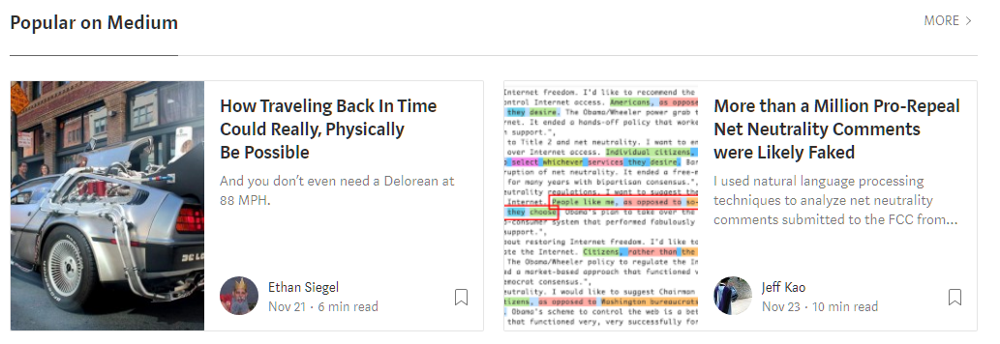 Popular on Medium
MORE
How Traveling Back In Time
Could Really, Physically
Be Possible
And you don't even need a Delorean at
88 MPH.
Ethan Siegel
Nov 21 · 6 min read
Internet freedom. I'd like to recommend the
ontrol Internet access. Americans, as oppose
they desire. The Obama/Wheeler power grab t
rnet. It ended a hands-off policy that worke
n support.",
to Title 2 and net neutrality. I want to en
over Internet access. Individual citizens,
o select whichever services they desire. Bar
ruption of net neutrality. It ended a free-m
for many years with bipartisan consensus.",
eutrality regulations. I want to suggest the
Internet. People like me, as opposed to so-
they choose. Obama's plan to take over the
o-consumer system that performed fabulously
support.",
bout restoring Internet freedom. I'd like to
ote the Internet. Citizens, rather than the
The Obama/Wheeler policy to regulate the In
ed a market-based approach that functioned v
emocrat consensus.",
eutrality. I would like to suggest Chairman
tizens, as opposed to Washington bureaucrats
. Obama's scheme to control the web is a bet
that functioned very, very successfully for
More than a Million Pro-Repeal
Net Neutrality Comments
were Likely Faked
I used natural language processing
techniques to analyze net neutrality
comments submitted to the FCC from...
Jeff Kao
Nov 23 · 10 min read